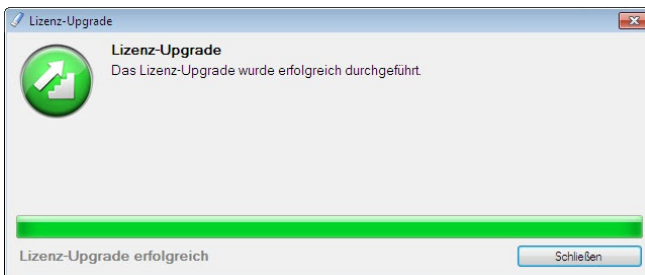 Lizenz-Upgrade
Lizenz-Upgrade
Das Lizenz-Upgrade wurde erfolgreich durchgeführt.
Lizenz-Upgrade erfolgreich
Schließen